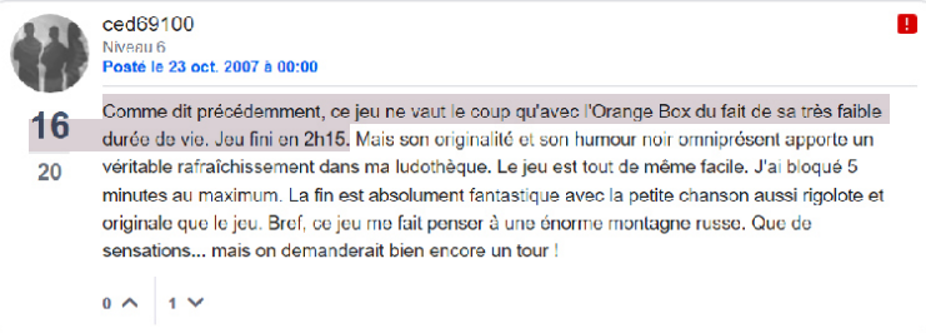 ced69100
Niveau 6
Posté le 23 oct. 2007 à 00:00
16
20
Comme dit précédemment, ce jeu ne vaut le coup qu'avec l'Orange Box du fait de sa très faible
durée de vie. Jeu fini en 2h15. Mais son originalité et son humour noir omniprésent apporte un
véritable rafraîchissement dans ma ludothèque. Le jeu est tout de même facile. J'ai bloqué 5
minutes au maximum. La fin est absolument fantastique avec la petite chanson aussi rigolote et
originale que le jeu. Bref, ce jeu me fait penser à une énorme montagne russe. Que de
sensations... mais on demanderait bien encore un tour !
0 1